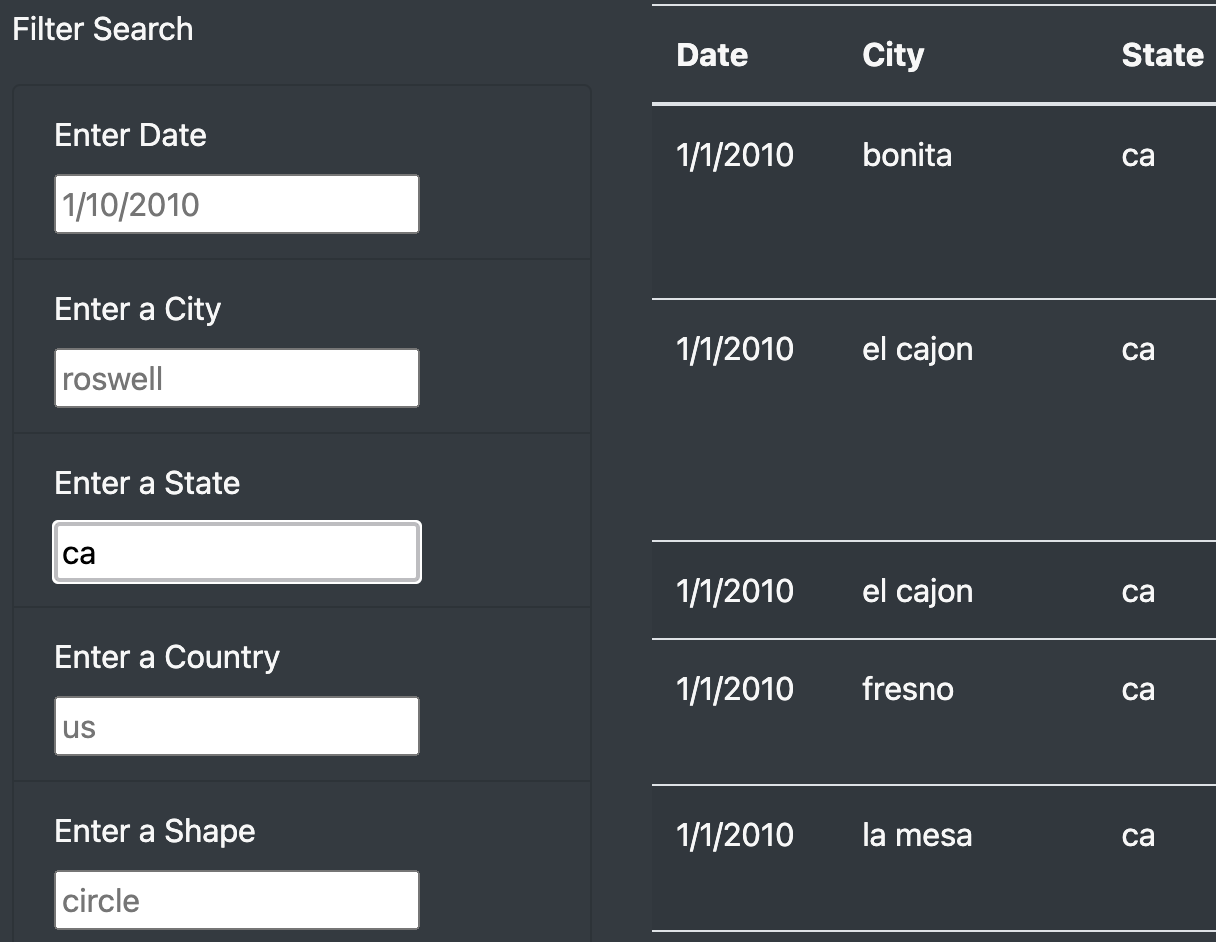 Filter Search
Enter Date
1/10/2010
Enter a City
roswell
Enter a State
ca
Enter a Country
us
Enter a Shape
circle
Date City State
1/1/2010 bonita ca
1/1/2010 el cajon ca
1/1/2010 el cajon ca
1/1/2010 fresno ca
1/1/2010 la mesa ca